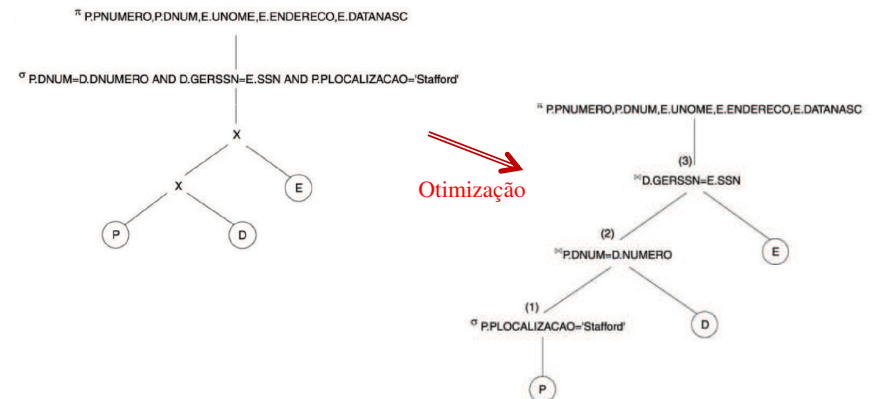 π P.PNUMERO,P.DNUM,E.UNOME,E.ENDERECO,E.DATANASC
σ P.DNUM=D.DNUMERO AND D.GERSSN=E.SSN AND P.PLOCALIZACAO='Stafford'
X
X
E
P
D
Otimização
π P.PNUMERO,P.DNUM,E.UNOME,E.ENDERECO,E.DATANASC
(3)
⋈D.GERSSN=E.SSN
(2)
⋈P.DNUM=D.NUMERO
E
(1)
σ P.PLOCALIZACAO='Stafford'
D
P